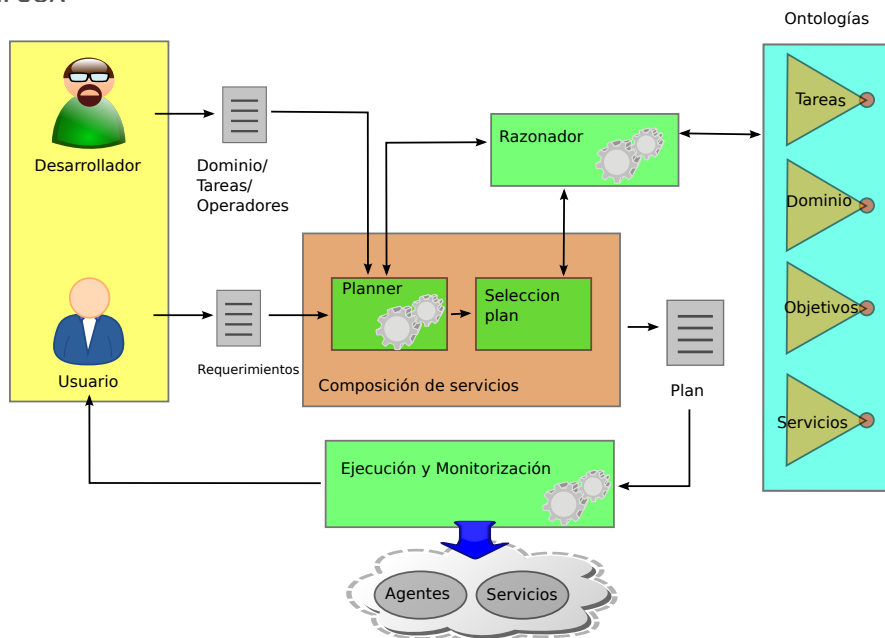 Ontologías
Desarrollador
Dominio/
Tareas/
Operadores
Razonador
Tareas
Dominio
Objetivos
Servicios
Planner
Seleccion
plan
Composición de servicios
Usuario
Requerimientos
Plan
Ejecución y Monitorización
Agentes
Servicios